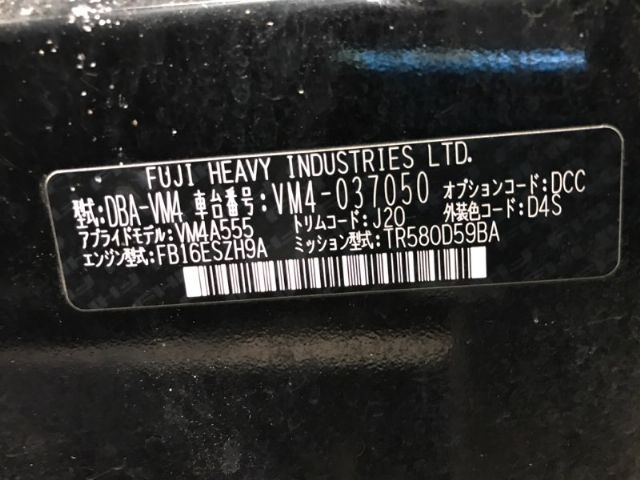 FUJI HEAVY INDUSTRIES LTD.
型式:DBA-VM4 車台番号:VM4-037050 オプションコード:DCC
アプライドモデル:VM4A555 トリムコード:J20 外装色コード:D4S
エンジン型式:FB16ESZH9A ミッション型式:TR580D59BA